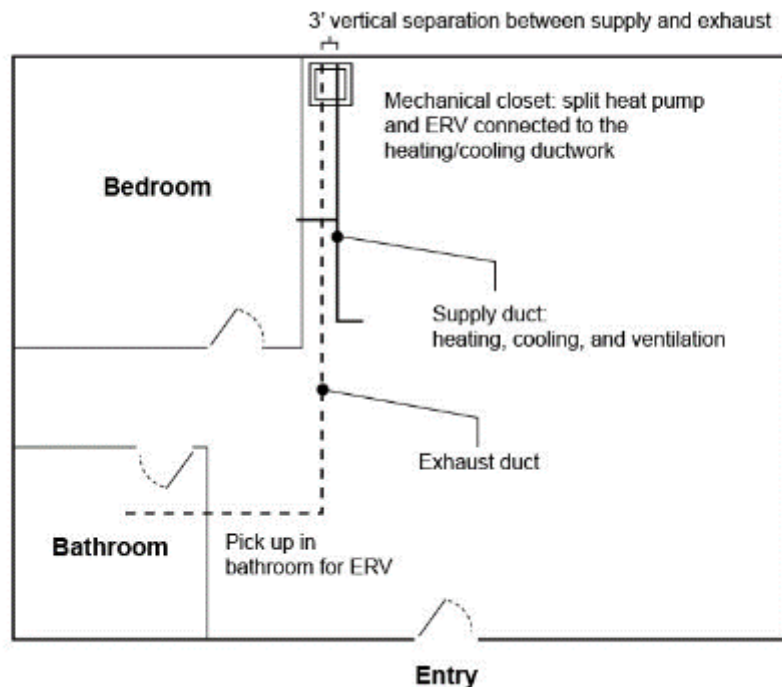 3' vertical separation between supply and exhaust
Mechanical closet: split heat pump
and ERV connected to the
heating/cooling ductwork
Bedroom
Supply duct:
heating, cooling, and ventilation
Exhaust duct
Bathroom
Pick up in
bathroom for ERV
Entry